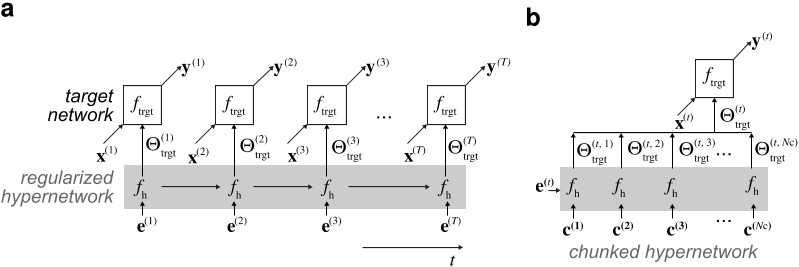 a
y(1) y(2) y(3) y(T)
target network
ftrgt ftrgt ftrgt ... ftrgt
x(1) Θ(1)trgt x(2) Θ(2)trgt x(3) Θ(3)trgt x(T) Θ(T)trgt
regularized hypernetwork
fh fh fh fh
e(1) e(2) e(3) e(T)
t
b
y(t)
ftrgt
x(t) Θ(t)trgt
Θ(t, 1)trgt Θ(t, 2)trgt Θ(t, 3)trgt ... Θ(t, Nc)trgt
e(t) fh fh fh fh
c(1) c(2) c(3) ... c(Nc)
chunked hypernetwork